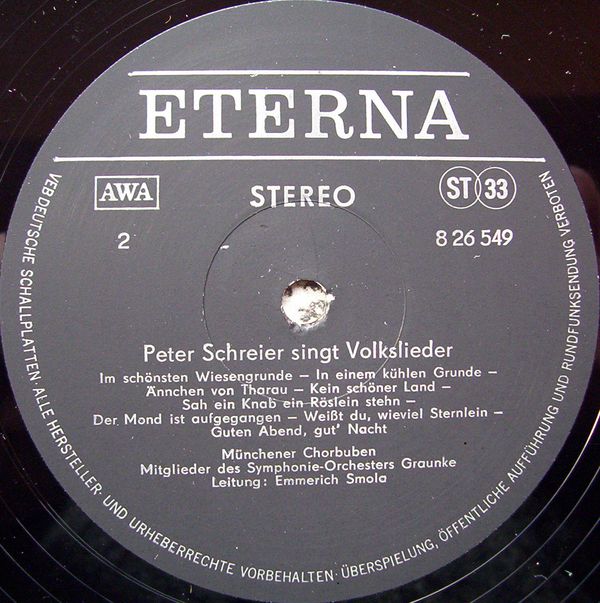 ETERNA
AWA
STEREO
ST 33
2
8 26 549
Peter Schreier singt Volkslieder
Im schönsten Wiesengrunde – In einem kühlen Grunde –
Ännchen von Tharau – Kein schöner Land –
Sah ein Knab ein Röslein stehn –
Der Mond ist aufgegangen – Weißt du, wieviel Sternlein –
Guten Abend, gut' Nacht
Münchener Chorbuben
Mitglieder des Symphonie-Orchesters Graunke
Leitung: Emmerich Smola
VEB DEUTSCHE SCHALLPLATTEN · ALLE HERSTELLER- UND URHEBERRECHTE VORBEHALTEN · ÜBERSPIELUNG, ÖFFENTLICHE AUFFÜHRUNG UND RUNDFUNKSENDUNG VERBOTEN